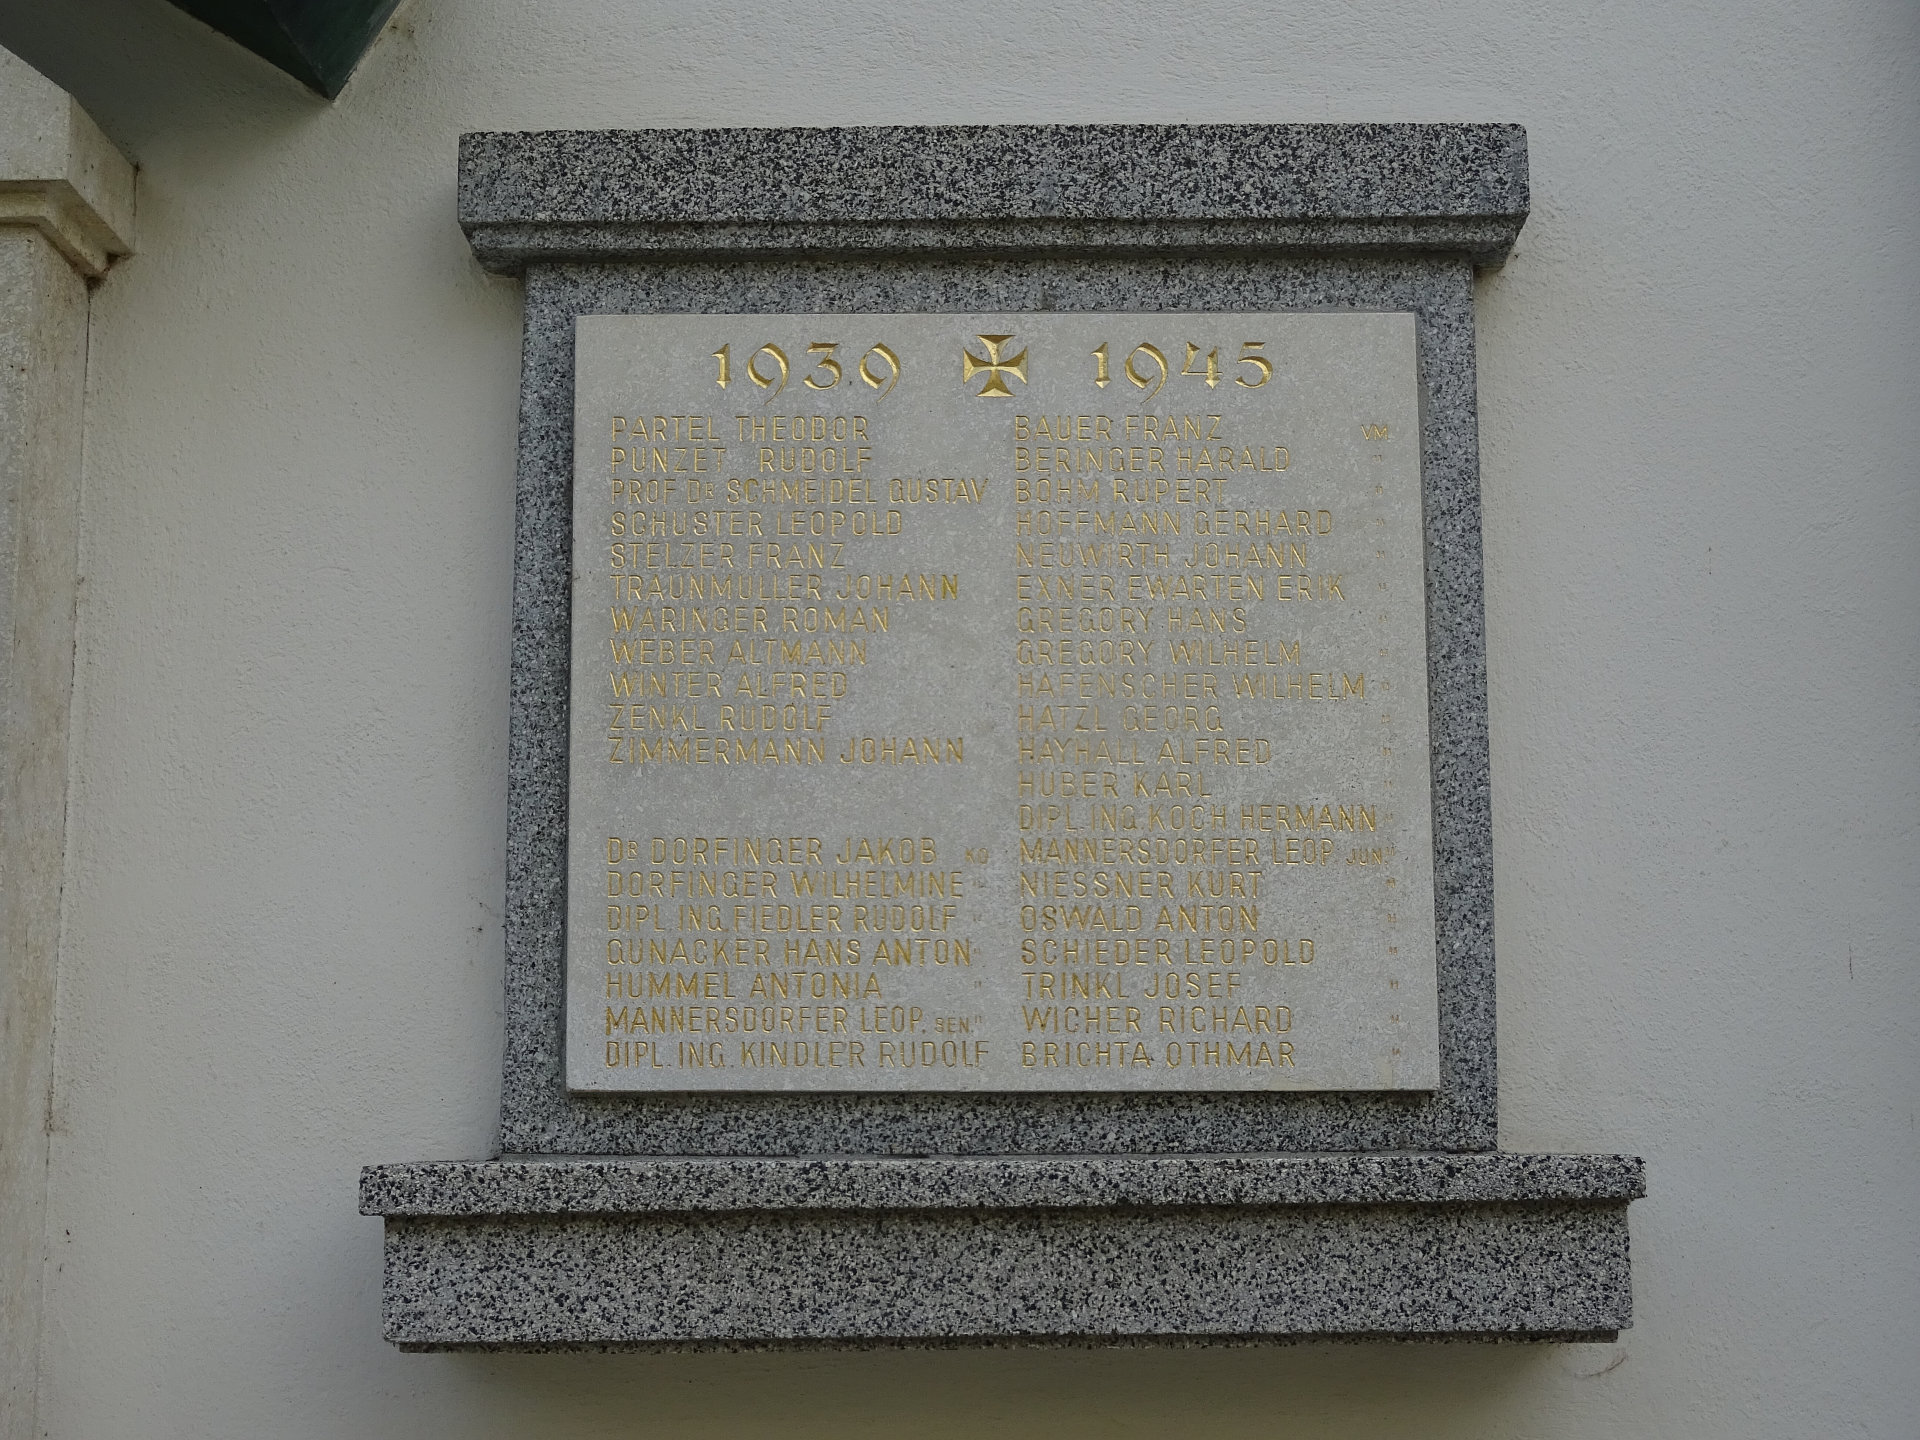 1939 ✠ 1945
PARTEL THEODOR
PUNZET RUDOLF
PROF. DR SCHMEIDEL GUSTAV
SCHUSTER LEOPOLD
STELZER FRANZ
TRAUNMÜLLER JOHANN
WARINGER ROMAN
WEBER ALTMANN
WINTER ALFRED
ZENKL RUDOLF
ZIMMERMANN JOHANN
DR DORFINGER JAKOB KO
DORFINGER WILHELMINE "
DIPL. ING. FIEDLER RUDOLF "
GUNACKER HANS ANTON "
HUMMEL ANTONIA "
MANNERSDORFER LEOP. SEN. "
DIPL. ING. KINDLER RUDOLF
BAUER FRANZ VM.
BERINGER HARALD "
BÖHM RUPERT "
HOFFMANN GERHARD "
NEUWIRTH JOHANN "
EXNER EWARTEN ERIK "
GREGORY HANS "
GREGORY WILHELM "
HAFENSCHER WILHELM "
HATZL GEORG "
HAYHALL ALFRED "
HUBER KARL "
DIPL. ING. KOCH HERMANN "
MANNERSDORFER LEOP. JUN. "
NIESSNER KURT "
OSWALD ANTON "
SCHIEDER LEOPOLD "
TRINKL JOSEF "
WICHER RICHARD "
BRICHTA OTHMAR "